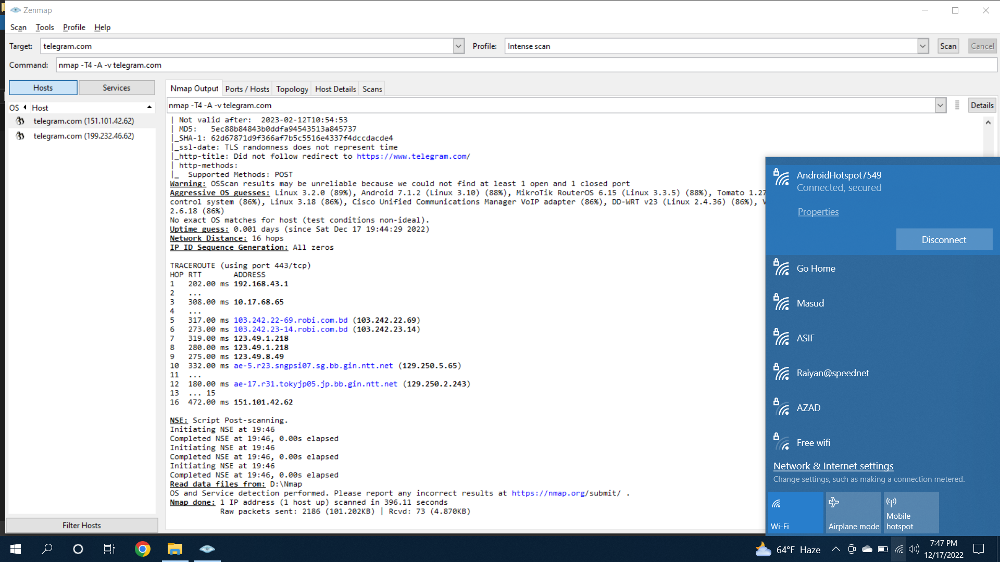 Zenmap
Scan Tools Profile Help
Target: telegram.com Profile: Intense scan Scan Cancel
Command: nmap -T4 -A -v telegram.com
Hosts Services
OS Host
telegram.com (151.101.42.62)
telegram.com (199.232.46.62)
Filter Hosts
Nmap Output Ports / Hosts Topology Host Details Scans
nmap -T4 -A -v telegram.com Details
| Not valid after:  2023-02-12T10:54:53
| MD5:   5ec88b84843b0ddfa94543513a845737
|_SHA-1: 62d67871d9f366af7b5c5516e4337f4dccdacde4
|_ssl-date: TLS randomness does not represent time
|_http-title: Did not follow redirect to https://www.telegram.com/
| http-methods:
|_  Supported Methods: POST
Warning: OSScan results may be unreliable because we could not find at least 1 open and 1 closed port
Aggressive OS guesses: Linux 3.2.0 (89%), Android 7.1.2 (Linux 3.10) (88%), MikroTik RouterOS 6.15 (Linux 3.3.5) (88%), Tomato 1.27
control system (86%), Linux 3.18 (86%), Cisco Unified Communications Manager VoIP adapter (86%), DD-WRT v23 (Linux 2.4.36) (86%),
2.6.18 (86%)
No exact OS matches for host (test conditions non-ideal).
Uptime guess: 0.001 days (since Sat Dec 17 19:44:29 2022)
Network Distance: 16 hops
IP ID Sequence Generation: All zeros
TRACEROUTE (using port 443/tcp)
HOP RTT       ADDRESS
1   202.00 ms 192.168.43.1
2   ...
3   308.00 ms 10.17.68.65
4   ...
5   317.00 ms 103.242.22-69.robi.com.bd (103.242.22.69)
6   273.00 ms 103.242.23-14.robi.com.bd (103.242.23.14)
7   319.00 ms 123.49.1.218
8   280.00 ms 123.49.1.218
9   275.00 ms 123.49.8.49
10  332.00 ms ae-5.r23.sngpsi07.sg.bb.gin.ntt.net (129.250.5.65)
11  ...
12  180.00 ms ae-17.r31.tokyjp05.jp.bb.gin.ntt.net (129.250.2.243)
13  ... 15
16  472.00 ms 151.101.42.62
NSE: Script Post-scanning.
Initiating NSE at 19:46
Completed NSE at 19:46, 0.00s elapsed
Initiating NSE at 19:46
Completed NSE at 19:46, 0.00s elapsed
Initiating NSE at 19:46
Completed NSE at 19:46, 0.00s elapsed
Read data files from: D:\Nmap
OS and Service detection performed. Please report any incorrect results at https://nmap.org/submit/ .
Nmap done: 1 IP address (1 host up) scanned in 396.11 seconds
Raw packets sent: 2186 (101.202KB) | Rcvd: 73 (4.870KB)
AndroidHotspot7549
Connected, secured
Properties
Disconnect
Go Home
Masud
ASIF
Raiyan@speednet
AZAD
Free wifi
Network & Internet settings
Change settings, such as making a connection metered.
Wi-Fi
Airplane mode
Mobile
hotspot
64°F Haze
7:47 PM
12/17/2022